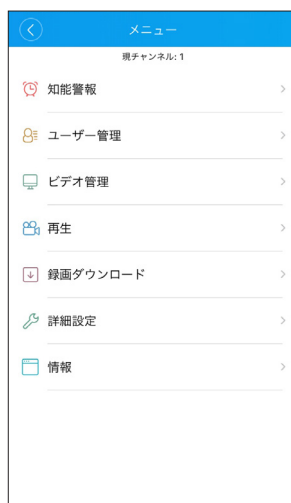 メニュー
現チャンネル: 1
知能警報
ユーザー管理
ビデオ管理
再生
録画ダウンロード
詳細設定
情報